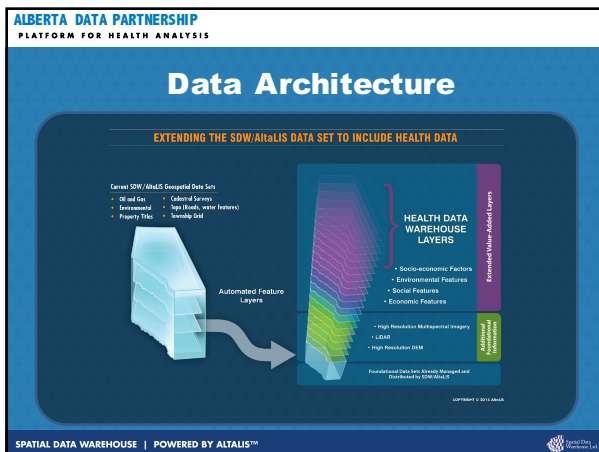 ALBERTA DATA PARTNERSHIP
PLATFORM FOR HEALTH ANALYSIS
Data Architecture
EXTENDING THE SDW/AltaLIS DATA SET TO INCLUDE HEALTH DATA
Current SDW/AltaLIS Geospatial Data Sets
• Oil and Gas
• Environmental
• Property Titles
• Cadastral Surveys
• Topo (Roads, water features)
• Township Grid
Automated Feature
Layers
HEALTH DATA
WAREHOUSE
LAYERS
• Socio-economic Factors
• Environmental Features
• Social Features
• Economic Features
Extended Value-Added Layers
• High Resolution Multispectral Imagery
• LiDAR
• High Resolution DEM
Additional
Foundational
Information
Foundational Data Sets Already Managed and
Distributed by SDW/AltaLIS
COPYRIGHT © 2014 AltaLIS
SPATIAL DATA WAREHOUSE | POWERED BY ALTALIS™
Spatial Data
Warehouse Ltd.